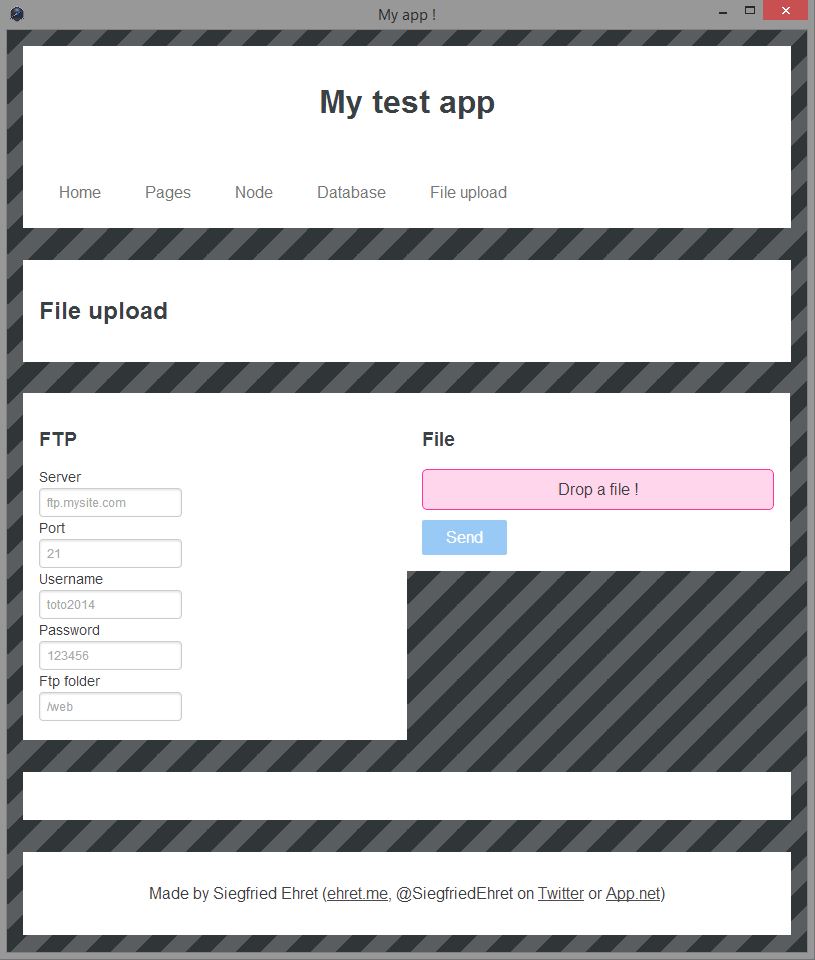 My app !
My test app
Home Pages Node Database File upload
File upload
FTP
Server
ftp.mysite.com
Port
21
Username
toto2014
Password
123456
Ftp folder
/web
File
Drop a file !
Send
Made by Siegfried Ehret (ehret.me, @SiegfriedEhret on Twitter or App.net)